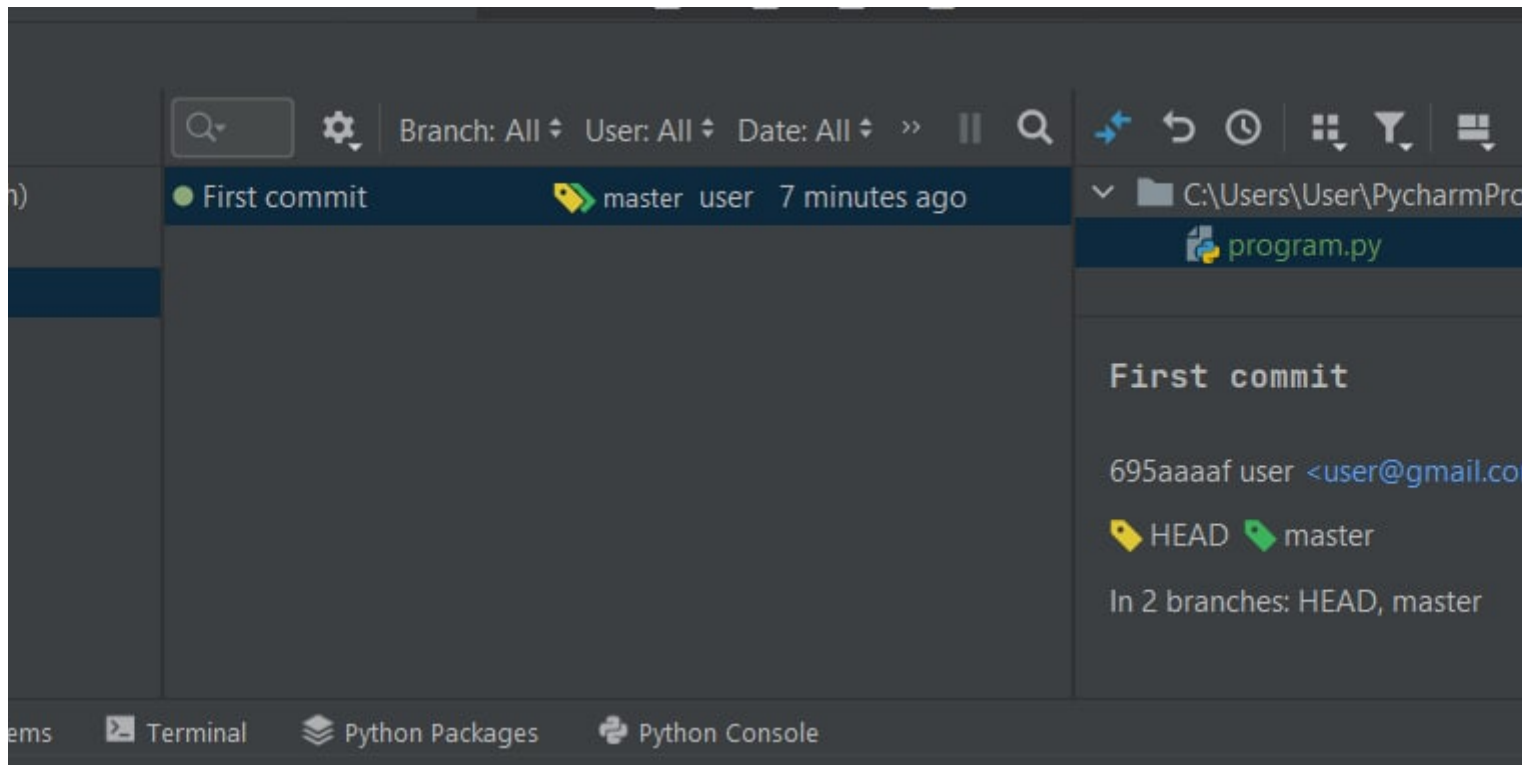 Branch: All User: All Date: All »
n)
First commit master user 7 minutes ago
C:\Users\User\PycharmPro
program.py
First commit
695aaaaf user <user@gmail.co
HEAD master
In 2 branches: HEAD, master
ems Terminal Python Packages Python Console